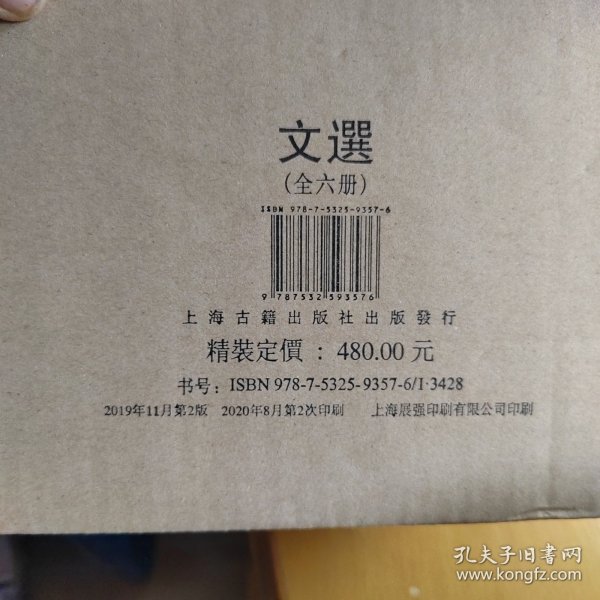 文選
（全六册）
ISBN 978-7-5325-9357-6
9 787532 593576
上海古籍出版社出版發行
精裝定價：480.00元
书号：ISBN 978-7-5325-9357-6/I·3428
2019年11月第2版 2020年8月第2次印刷 上海展强印刷有限公司印刷
孔夫子旧书网
www.kongfz.com